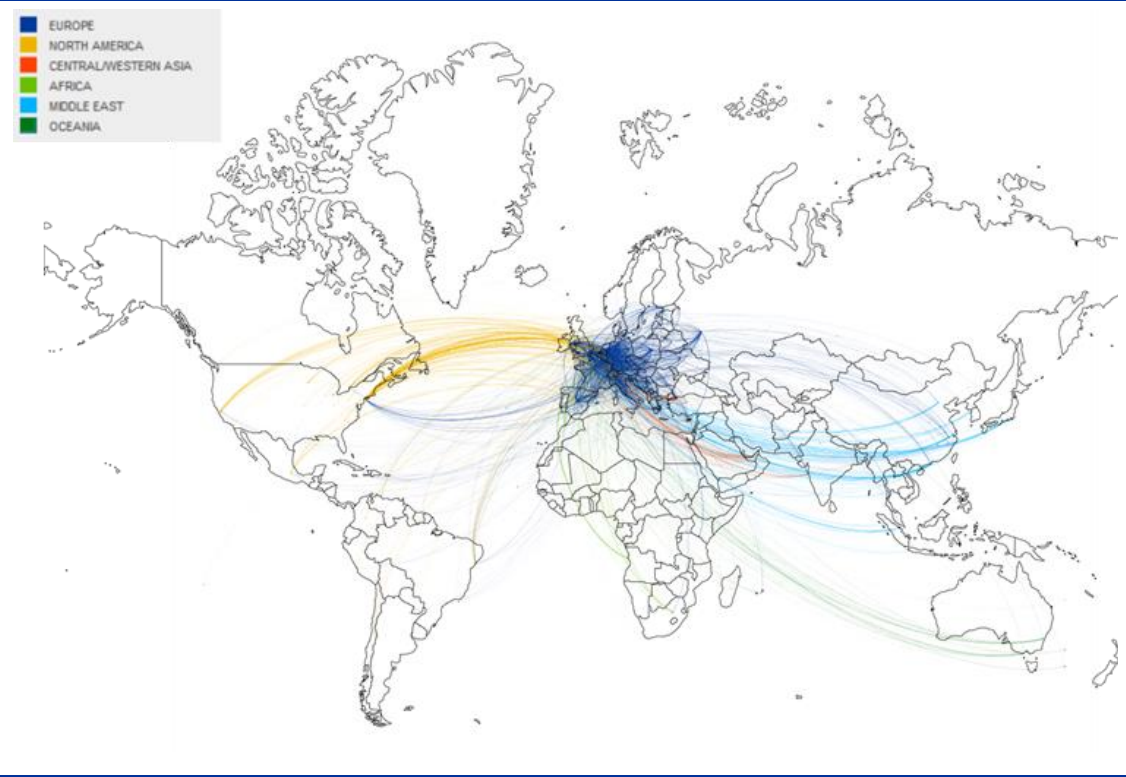 EUROPE
NORTH AMERICA
CENTRAL/WESTERN ASIA
AFRICA
MIDDLE EAST
OCEANIA